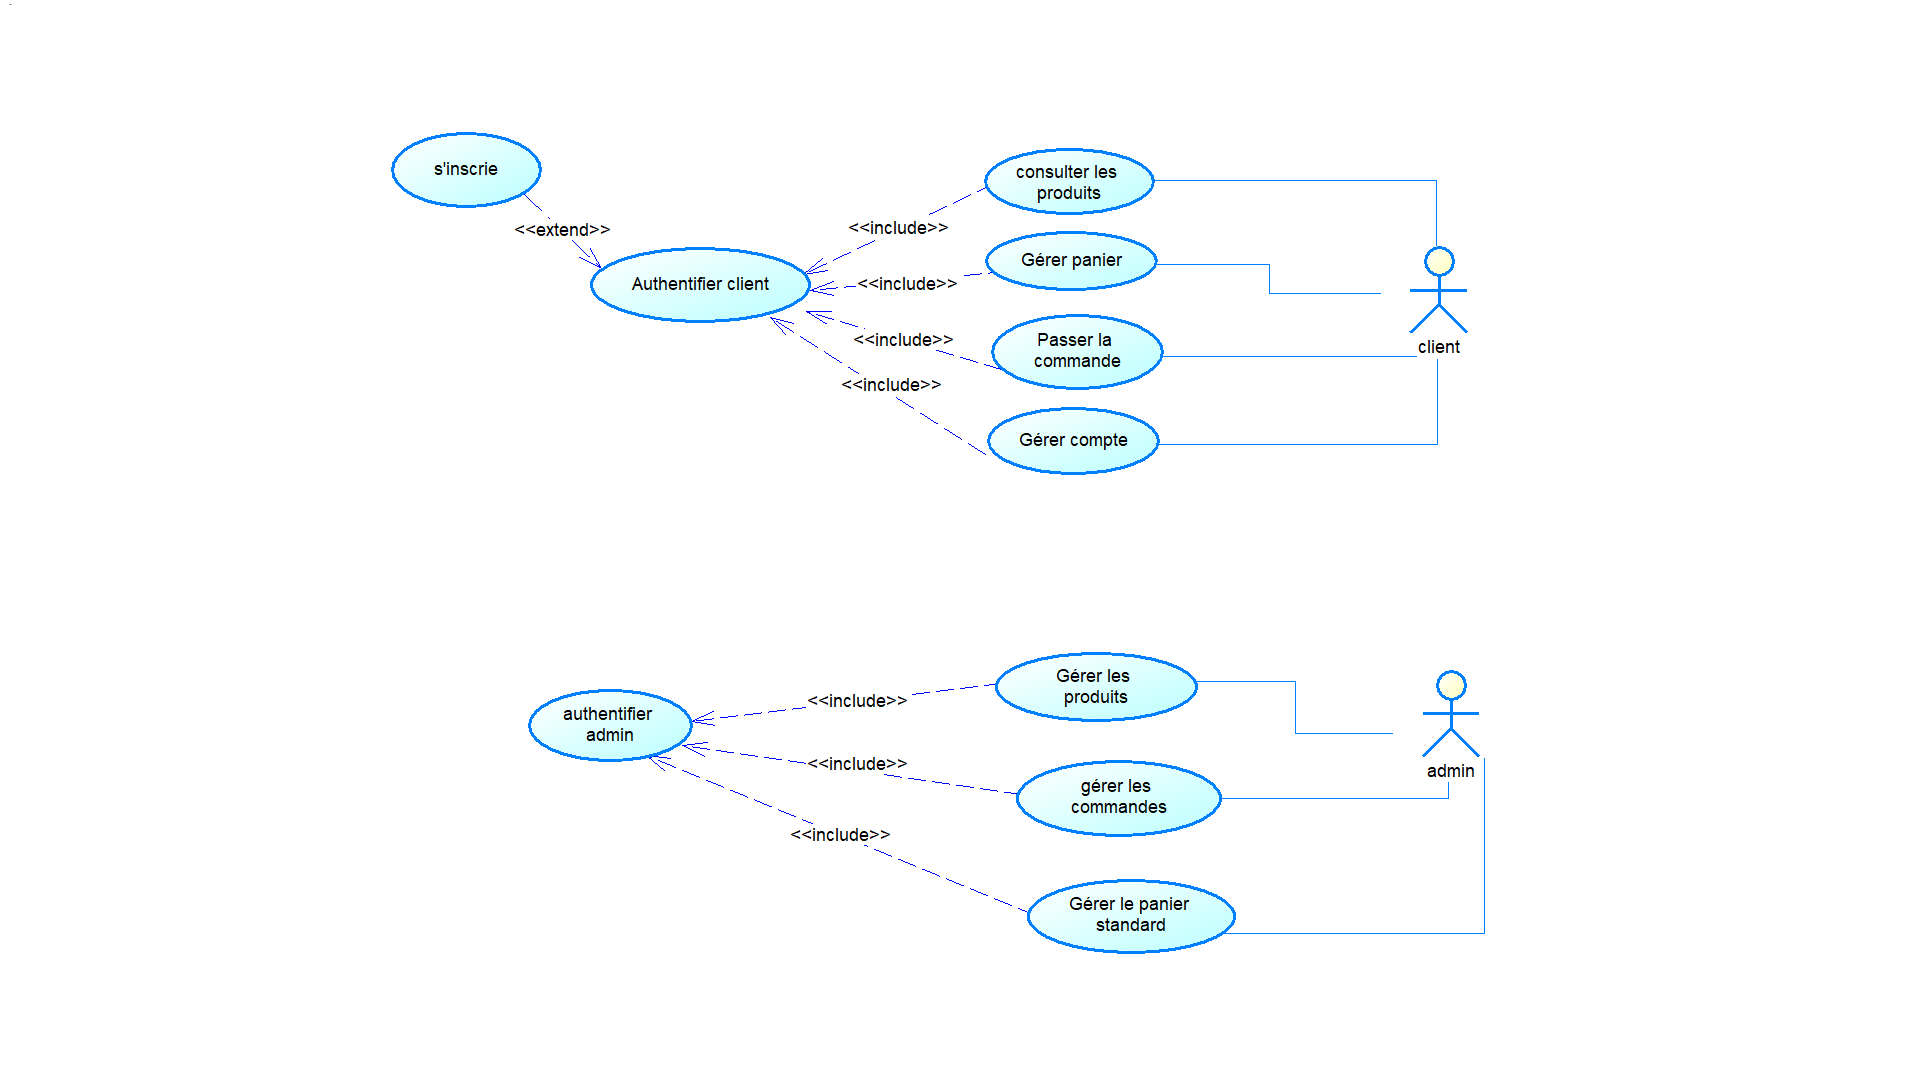 s'inscrie
<<extend>>
Authentifier client
<<include>>
<<include>>
<<include>>
<<include>>
consulter les
produits
Gérer panier
Passer la
commande
Gérer compte
client
authentifier
admin
<<include>>
<<include>>
<<include>>
Gérer les
produits
gérer les
commandes
Gérer le panier
standard
admin